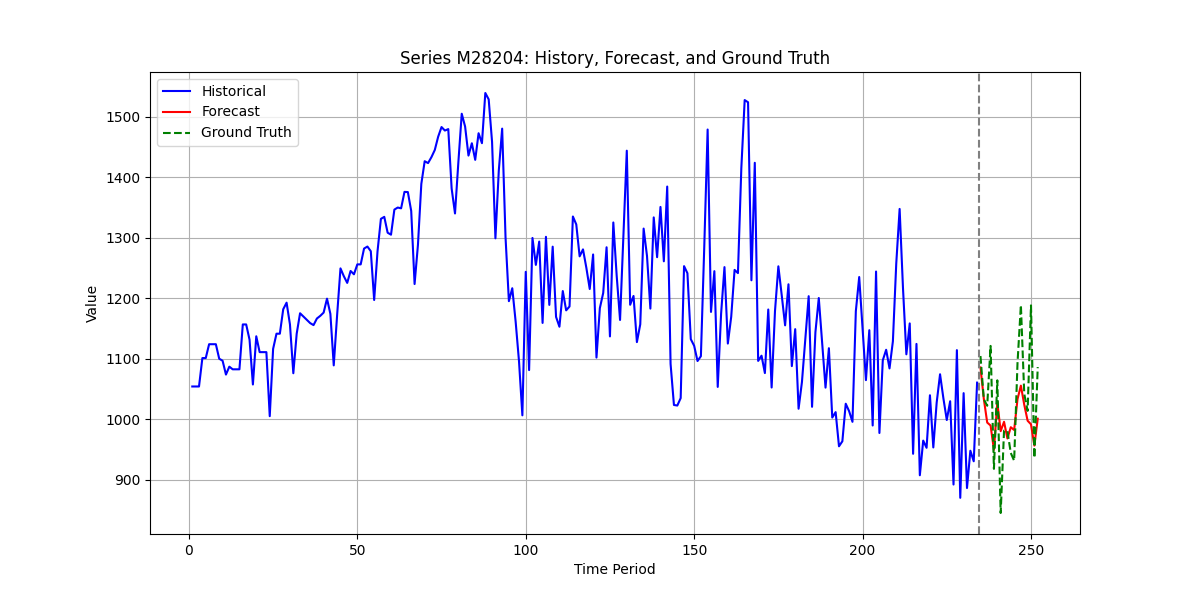 Series M28204: History, Forecast, and Ground Truth
Historical
Forecast
Ground Truth
Value
1500
1400
1300
1200
1100
1000
900
0 50 100 150 200 250
Time Period